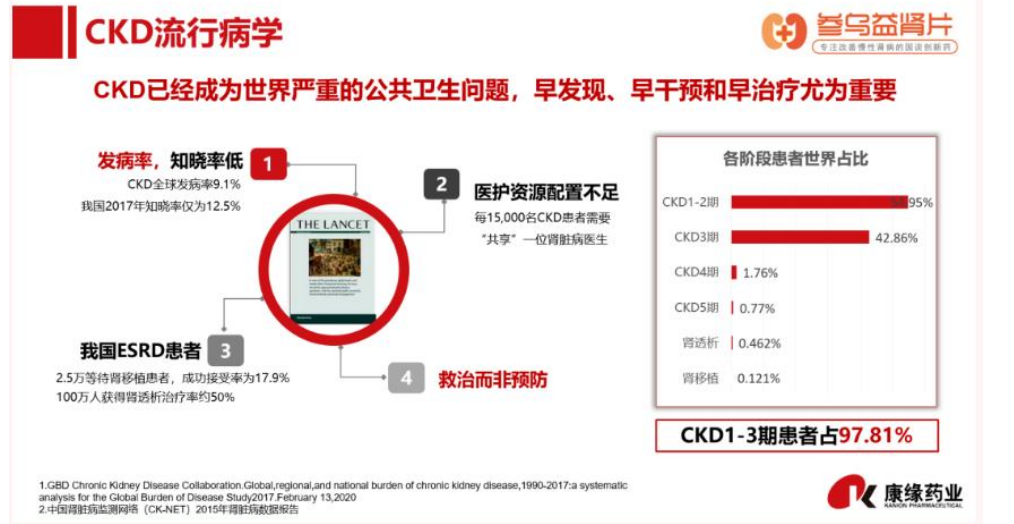 CKD流行病学
参乌益肾片
专注改善慢性肾病的国谈创新药
CKD已经成为世界严重的公共卫生问题，早发现、早干预和早治疗尤为重要
发病率，知晓率低
1
CKD全球发病率9.1%
我国2017年知晓率仅为12.5%
2
医护资源配置不足
每15,000名CKD患者需要
“共享”一位肾脏病医生
THE LANCET
我国ESRD患者
3
2.5万等待肾移植患者，成功接受率为17.9%
100万人获得肾透析治疗率约50%
4
救治而非预防
各阶段患者世界占比
CKD1-2期
.95%
CKD3期
42.86%
CKD4期
1.76%
CKD5期
0.77%
肾透析
0.462%
肾移植
0.121%
CKD1-3期患者占97.81%
1.GBD Chronic Kidney Disease Collaboration.Global,regional,and national burden of chronic kidney disease,1990-2017:a systematic
analysis for the Global Burden of Disease Study2017.February 13,2020
2.中国肾脏病监测网络（CK-NET）2015年肾脏病数据报告
康缘药业
KANION PHARMACEUTICAL